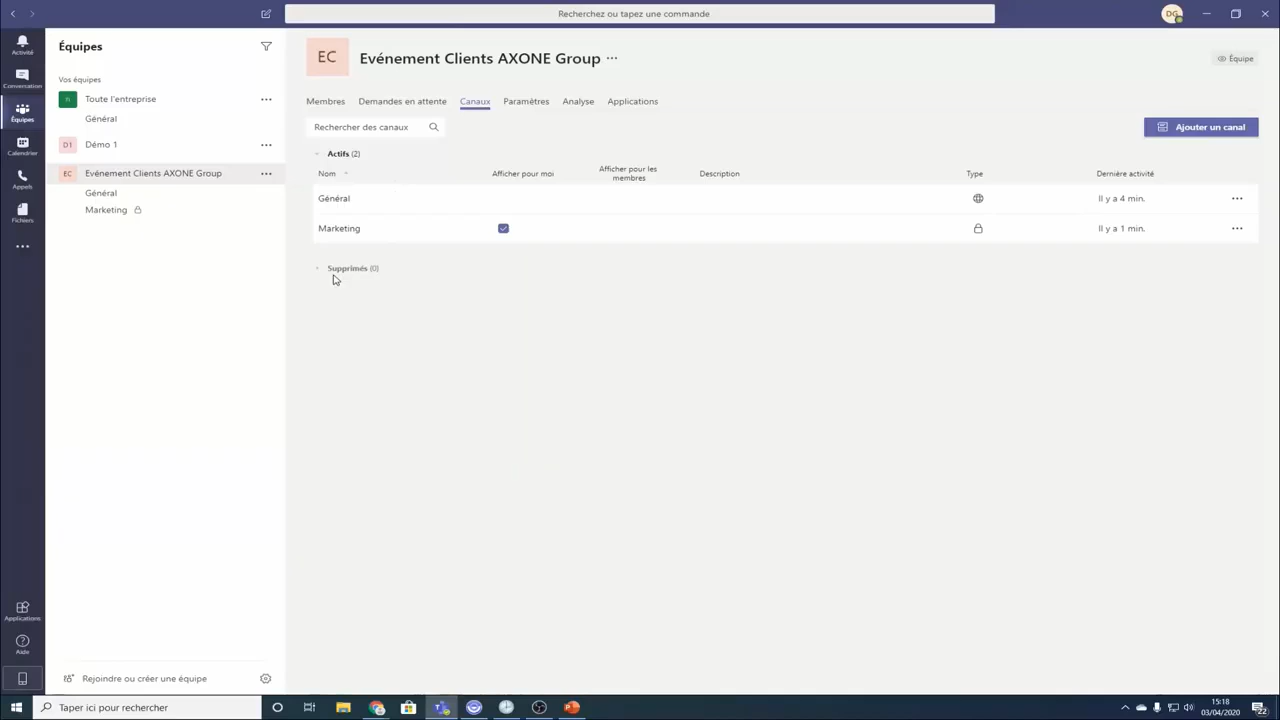 Recherchez ou tapez une commande
DG
Activité
Conversation
Équipes
Calendrier
Appels
Fichiers
Applications
Aide
Équipes
Vos équipes
Toute l'entreprise
Général
D1 Démo 1
EC Evénement Clients AXONE Group
Général
Marketing
Rejoindre ou créer une équipe
EC Evénement Clients AXONE Group
Équipe
Membres Demandes en attente Canaux Paramètres Analyse Applications
Rechercher des canaux
Ajouter un canal
Actifs (2)
Nom Afficher pour moi Afficher pour les membres Description Type Dernière activité
Général Il y a 4 min.
Marketing Il y a 1 min.
Supprimés (0)
Taper ici pour rechercher
15:18
03/04/2020
22